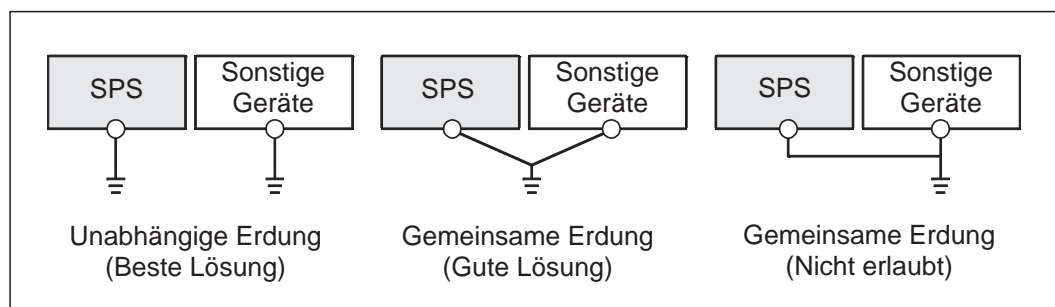 SPS
Sonstige
Geräte
Unabhängige Erdung
(Beste Lösung)
SPS
Sonstige
Geräte
Gemeinsame Erdung
(Gute Lösung)
SPS
Sonstige
Geräte
Gemeinsame Erdung
(Nicht erlaubt)